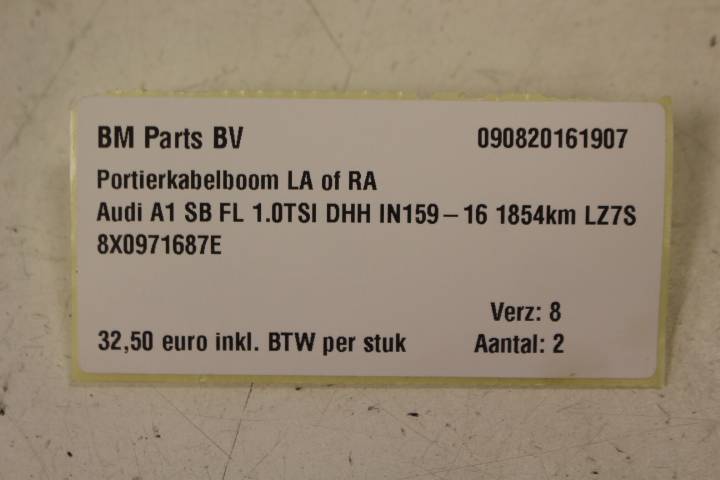 BM Parts BV 090820161907
Portierkabelboom LA of RA
Audi A1 SB FL 1.0TSI DHH IN159-16 1854km LZ7S
8X0971687E
Verz: 8
32,50 euro inkl. BTW per stuk Aantal: 2